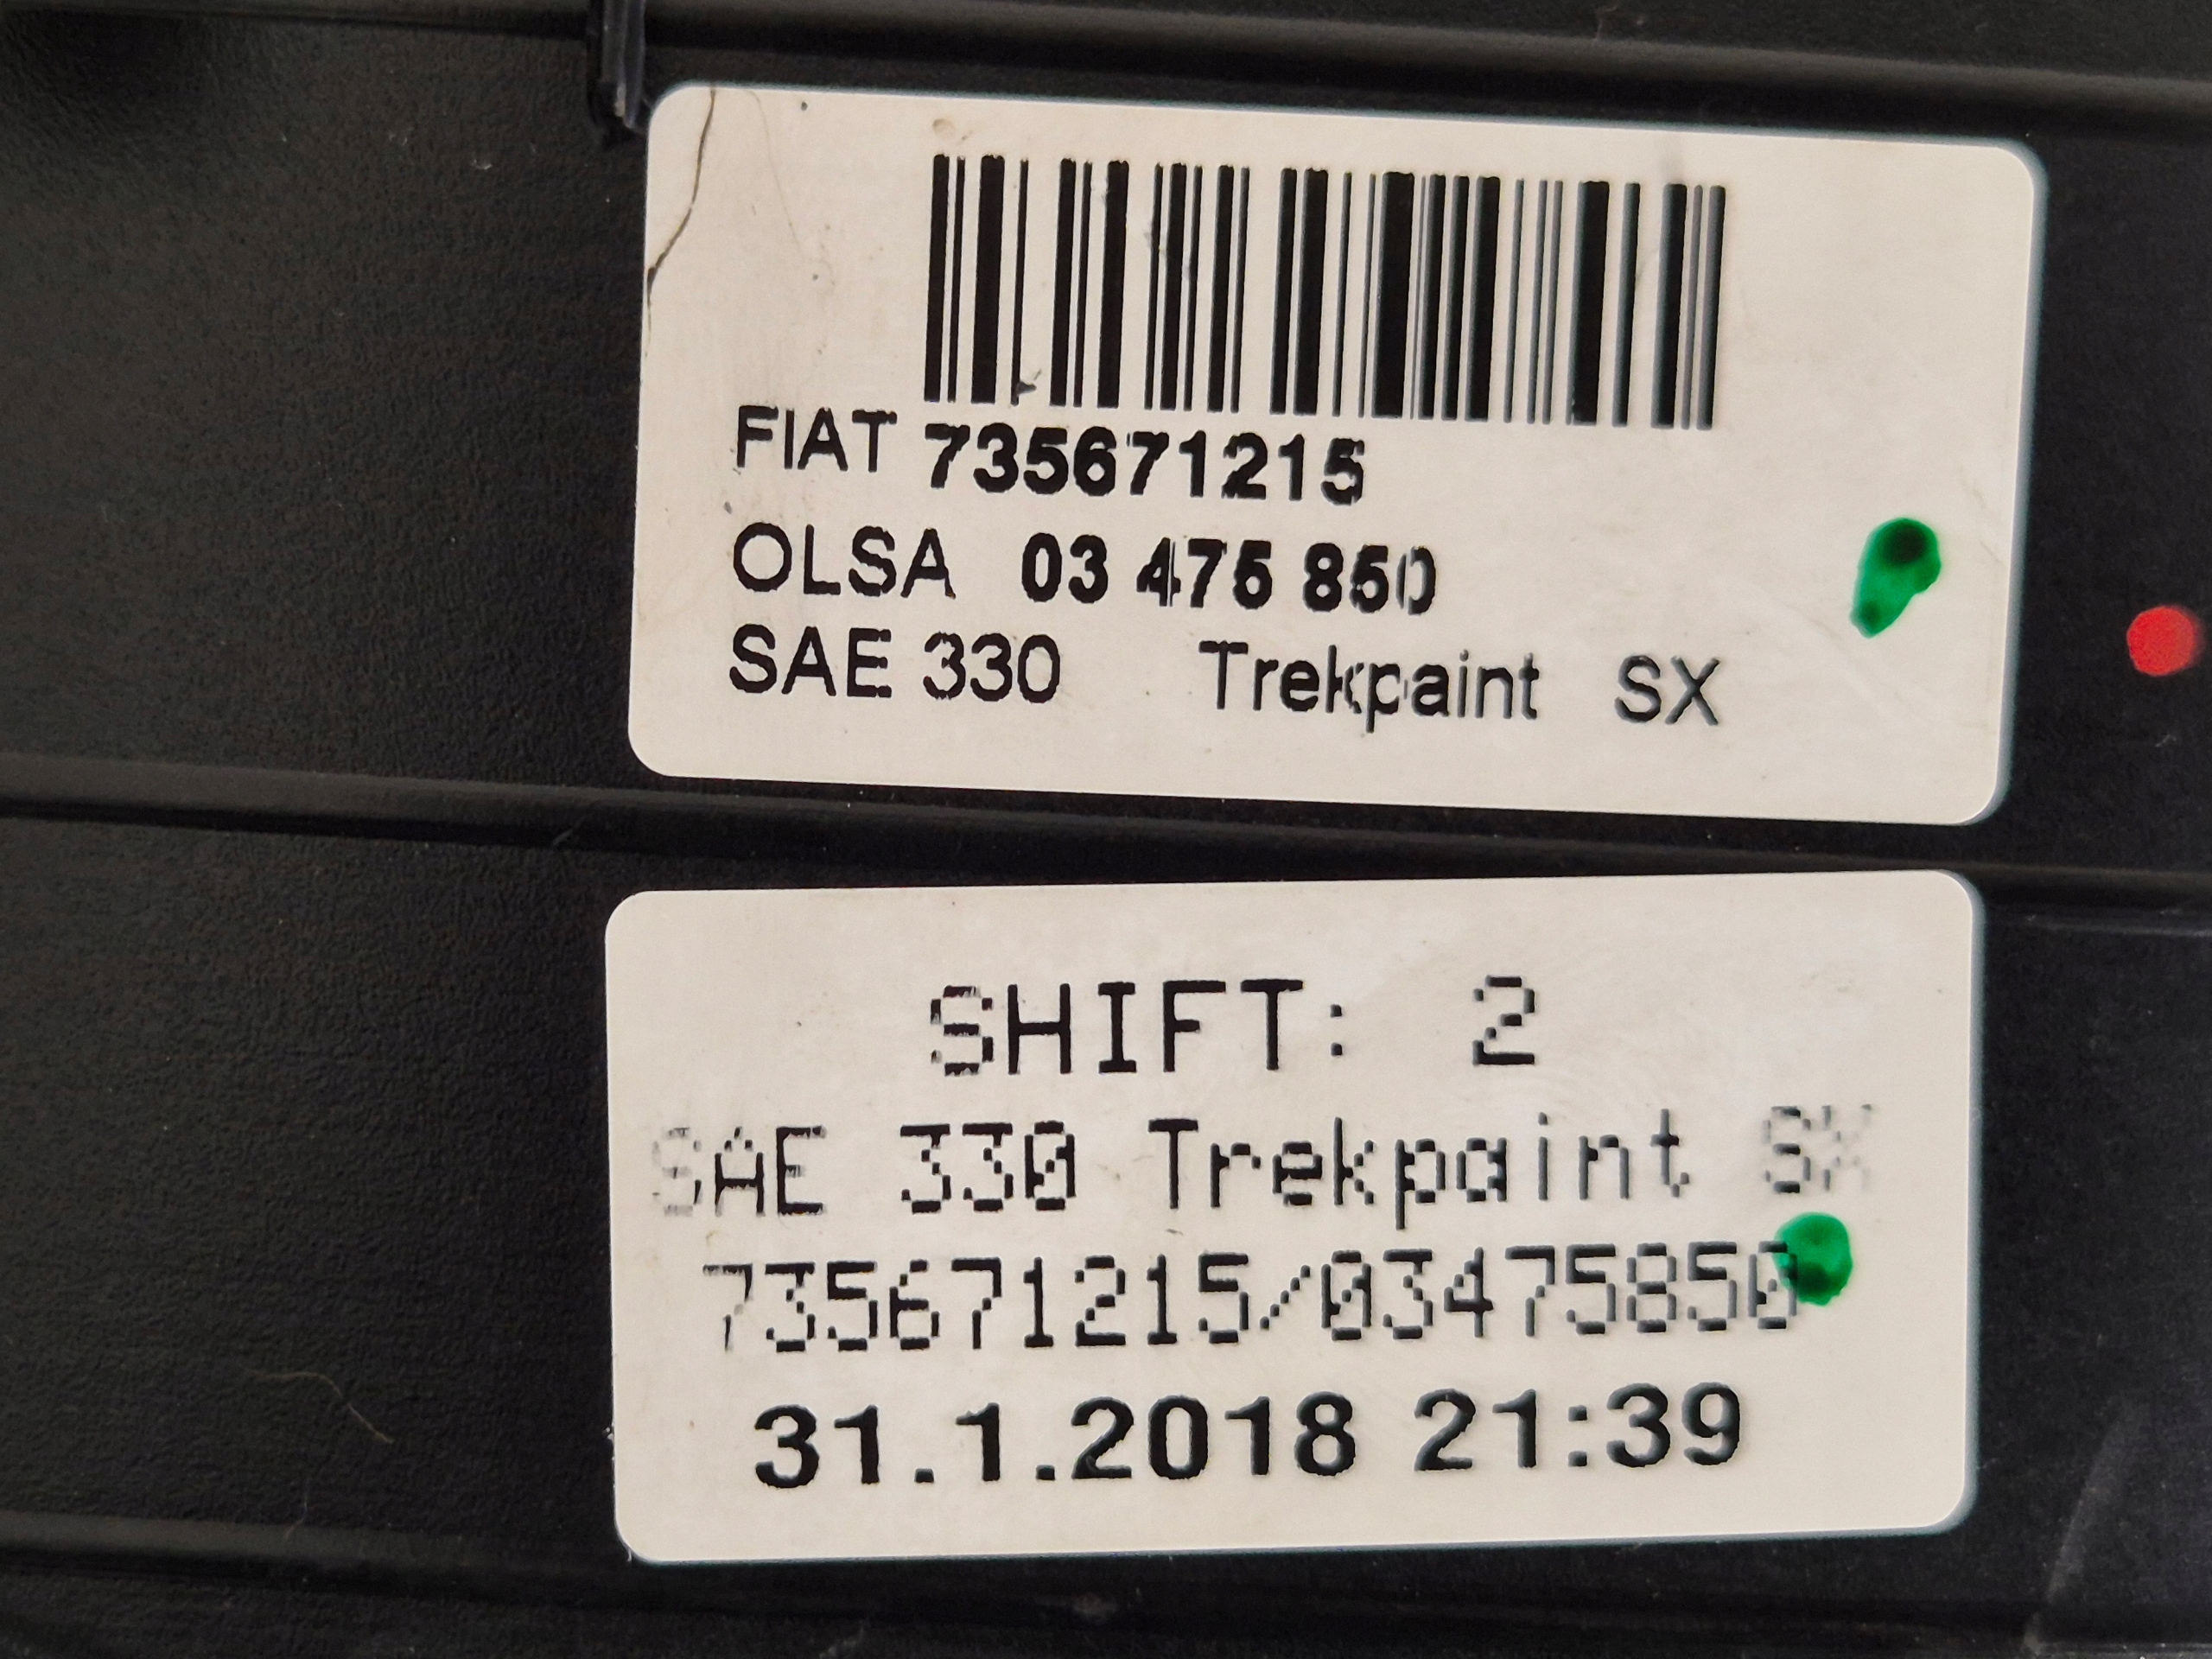 FIAT 735671215
OLSA 03 475 850
SAE 330 Trekpaint SX
SHIFT: 2
SAE 330 Trekpaint SX
735671215/03475850
31.1.2018 21:39